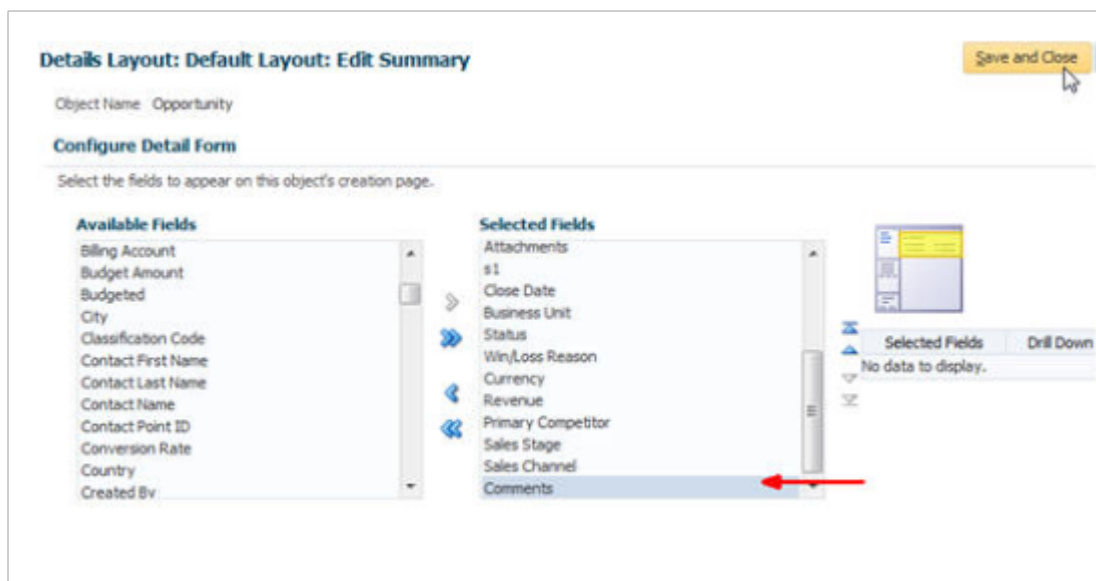 Details Layout: Default Layout: Edit Summary
Save and Close
Object Name Opportunity
Configure Detail Form
Select the fields to appear on this object's creation page.
Available Fields
Billing Account
Budget Amount
Budgeted
City
Classification Code
Contact First Name
Contact Last Name
Contact Name
Contact Point ID
Conversion Rate
Country
Created By
Selected Fields
Attachments
s1
Close Date
Business Unit
Status
Win/Loss Reason
Currency
Revenue
Primary Competitor
Sales Stage
Sales Channel
Comments
Selected Fields Drill Down
No data to display.